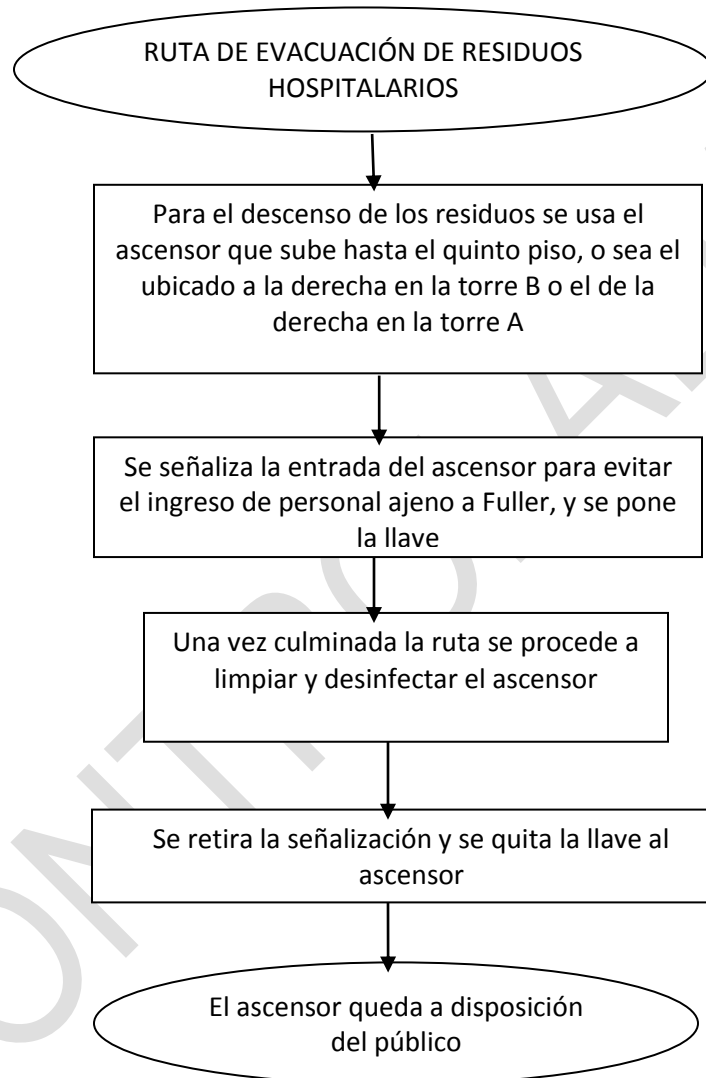 RUTA DE EVACUACIÓN DE RESIDUOS
HOSPITALARIOS
Para el descenso de los residuos se usa el
ascensor que sube hasta el quinto piso, o sea el
ubicado a la derecha en la torre B o el de la
derecha en la torre A
Se señaliza la entrada del ascensor para evitar
el ingreso de personal ajeno a Fuller, y se pone
la llave
Una vez culminada la ruta se procede a
limpiar y desinfectar el ascensor
Se retira la señalización y se quita la llave al
ascensor
El ascensor queda a disposición
del público